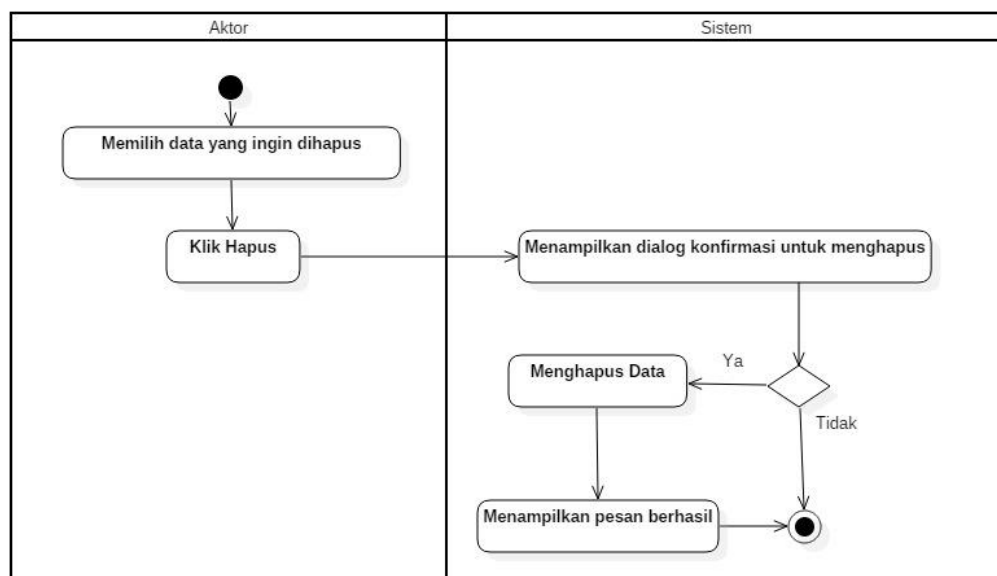 Aktor
Sistem
Memilih data yang ingin dihapus
Klik Hapus
Menampilkan dialog konfirmasi untuk menghapus
Ya
Menghapus Data
Tidak
Menampilkan pesan berhasil